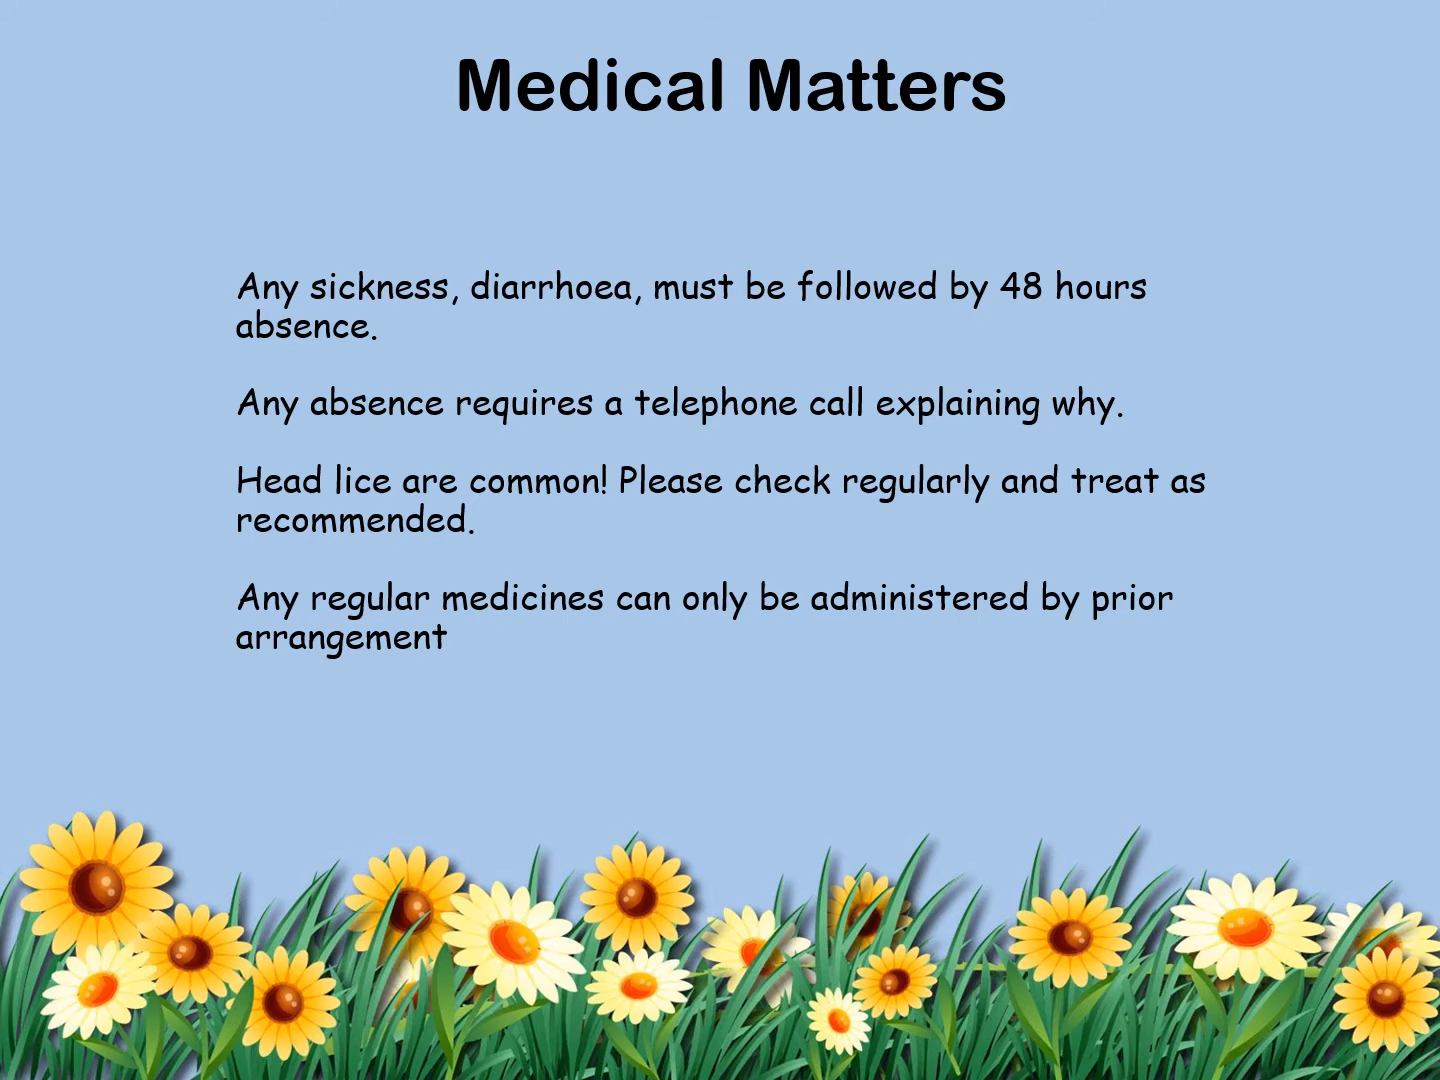 Medical Matters
Any sickness, diarrhoea, must be followed by 48 hours
absence.
Any absence requires a telephone call explaining why.
Head lice are common! Please check regularly and treat as
recommended.
Any regular medicines can only be administered by prior
arrangement